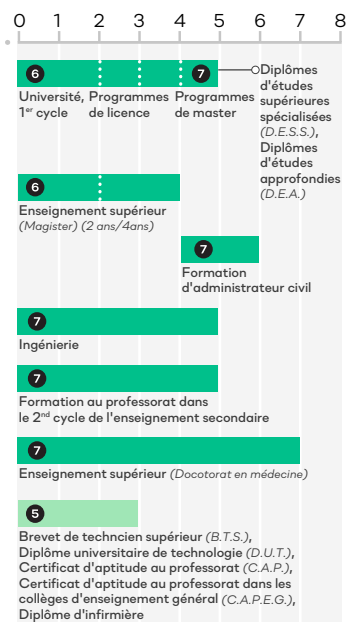 0 1 2 3 4 5 6 7 8
6 7
Université, Programmes Programmes
1er cycle de licence de master
Diplômes
d'études
supérieures
spécialisées
(D.E.S.S.),
Diplômes
d'études
approfondies
(D.E.A.)
6
Enseignement supérieur
(Magister) (2 ans/4ans)
7
Formation
d'administrateur civil
7
Ingénierie
7
Formation au professorat dans
le 2nd cycle de l'enseignement secondaire
7
Enseignement supérieur (Docotorat en médecine)
5
Brevet de techncien supérieur (B.T.S.),
Diplôme universitaire de technologie (D.U.T.),
Certificat d'aptitude au professorat (C.A.P.),
Certificat d'aptitude au professorat dans les
collèges d'enseignement général (C.A.P.E.G.),
Diplôme d'infirmière